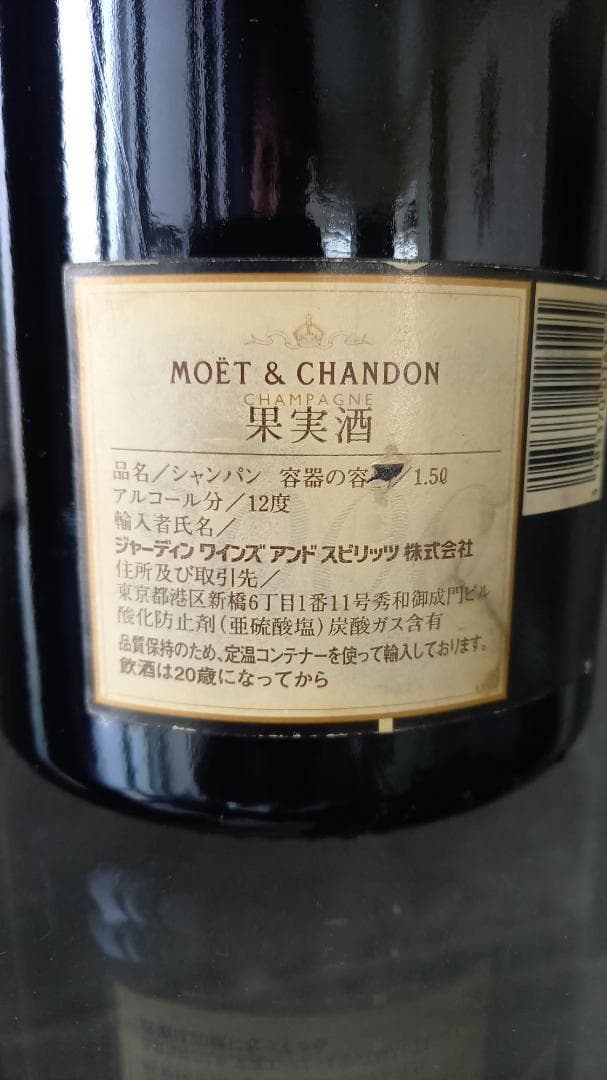 MOËT & CHANDON
CHAMPAGNE
果実酒
品名／シャンパン 容器の容／1.5ℓ
アルコール分／12度
輸入者氏名／
ジャーディン ワインズ アンド スピリッツ 株式会社
住所及び取引先／
東京都港区新橋6丁目1番11号秀和御成門ビル
酸化防止剤(亜硫酸塩)炭酸ガス含有
品質保持のため、定温コンテナーを使って輸入しております。
飲酒は20歳になってから